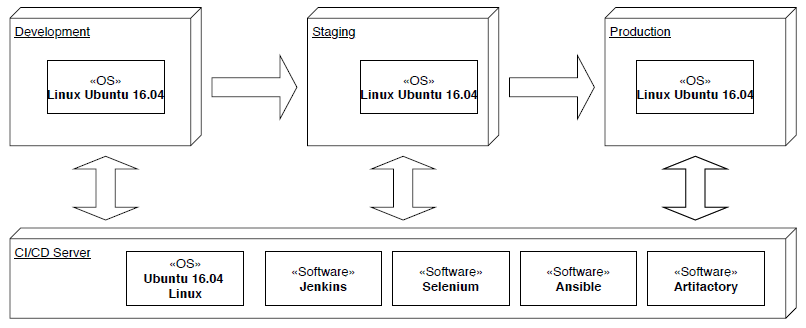 Development
«OS»
Linux Ubuntu 16.04
Staging
«OS»
Linux Ubuntu 16.04
Production
«OS»
Linux Ubuntu 16.04
CI/CD Server
«OS»
Ubuntu 16.04
Linux
«Software»
Jenkins
«Software»
Selenium
«Software»
Ansible
«Software»
Artifactory